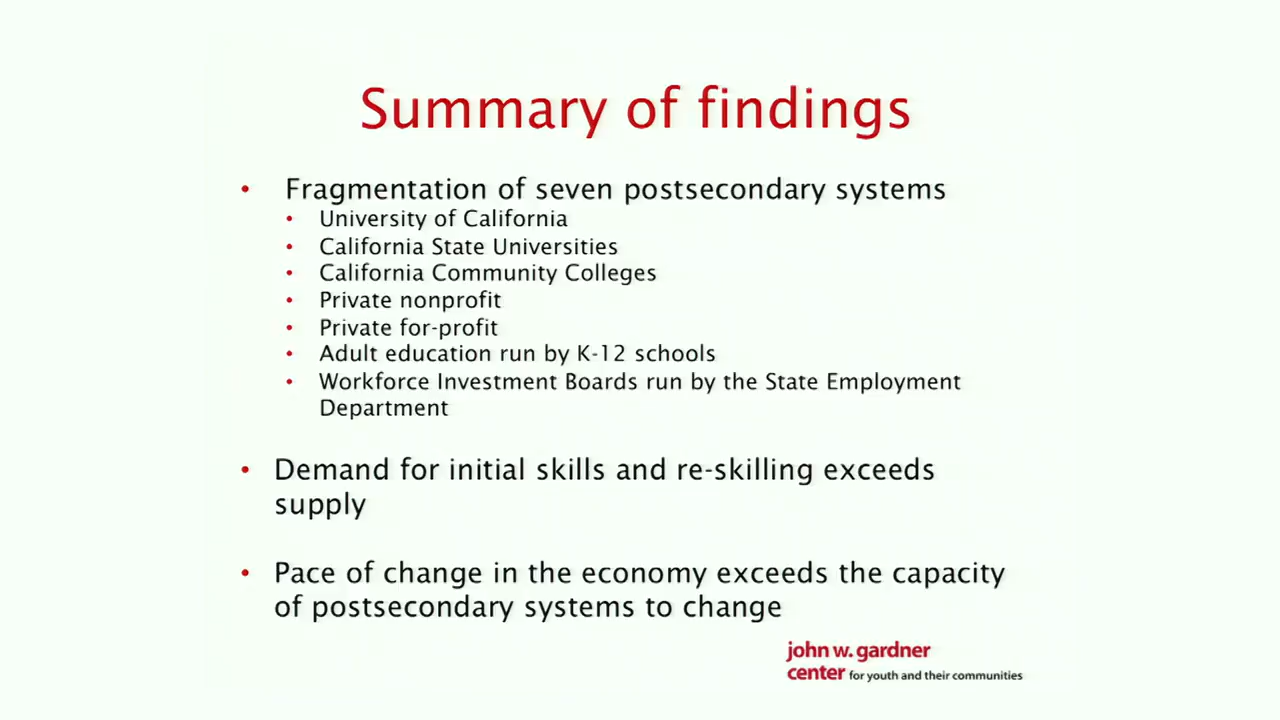 Summary of findings
• Fragmentation of seven postsecondary systems
• University of California
• California State Universities
• California Community Colleges
• Private nonprofit
• Private for-profit
• Adult education run by K-12 schools
• Workforce Investment Boards run by the State Employment
Department
• Demand for initial skills and re-skilling exceeds
supply
• Pace of change in the economy exceeds the capacity
of postsecondary systems to change
john w. gardner
center for youth and their communities